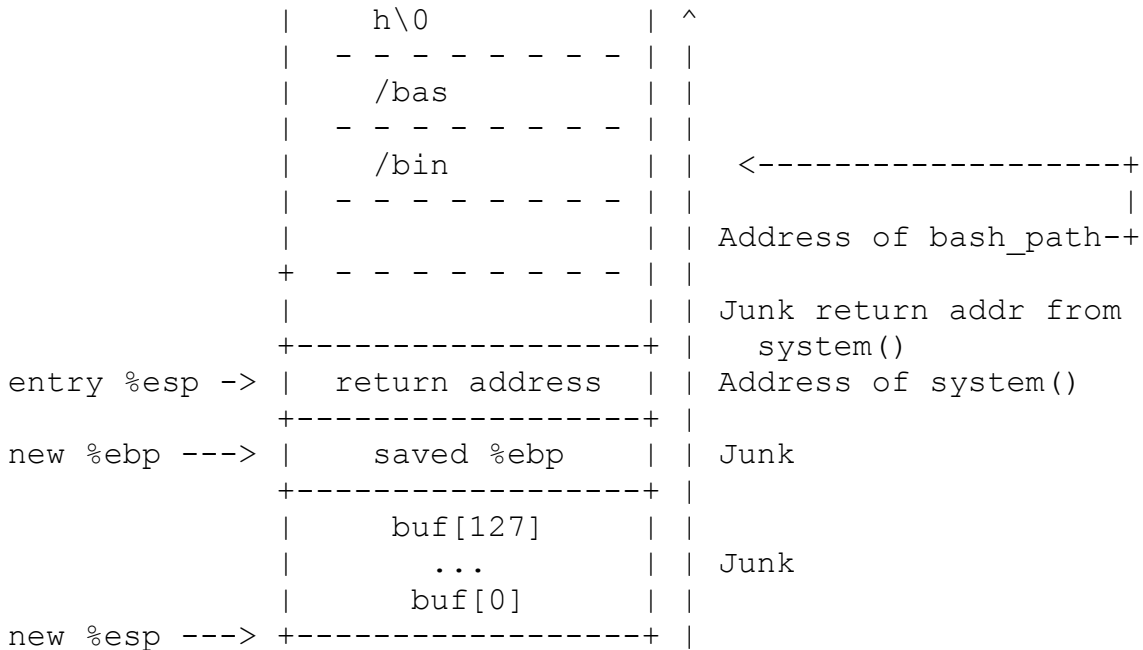 |    h\0             | ^
                 |  - - - - - - - - - | |
                 |    /bas            | |
                 |  - - - - - - - - - | |
                 |    /bin            | |  <--------------------+
                 |  - - - - - - - - - | |                       |
                 |                    | | Address of bash_path-+
                 +  - - - - - - - - - | |
                 |                    | | Junk return addr from
                 +------------------+ |   system()
entry %esp -> |  return address  | | Address of system()
                 +------------------+ |
new %ebp ---> |    saved %ebp    | | Junk
                 +------------------+ |
                 |     buf[127]     | |
                 |       ...        | | Junk
                 |      buf[0]      | |
new %esp ---> +------------------+ |